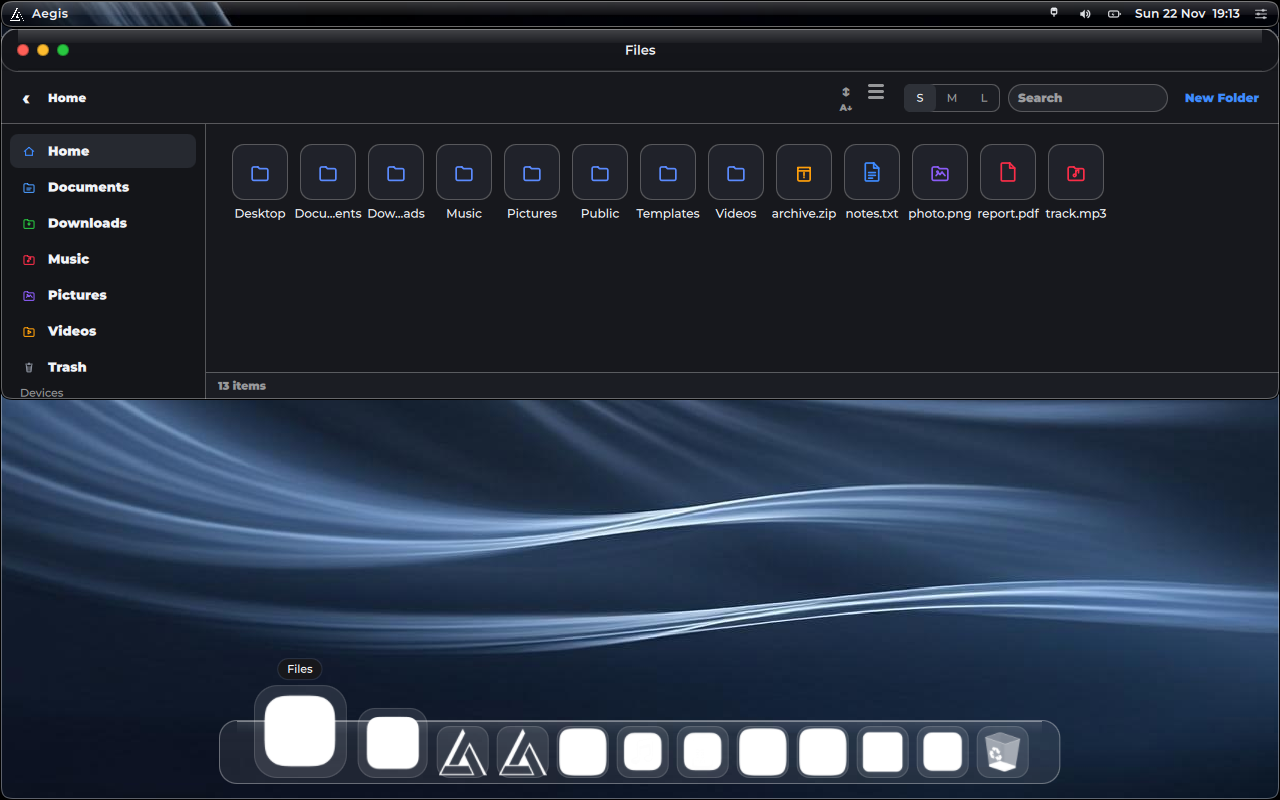 Aegis
Sun 22 Nov 19:13
Files
Home
A+
S M L
Search
New Folder
Home
Documents
Downloads
Music
Pictures
Videos
Trash
Devices
Desktop Docu...ents Dow...ads Music Pictures Public Templates Videos archive.zip notes.txt photo.png report.pdf track.mp3
13 items
Files